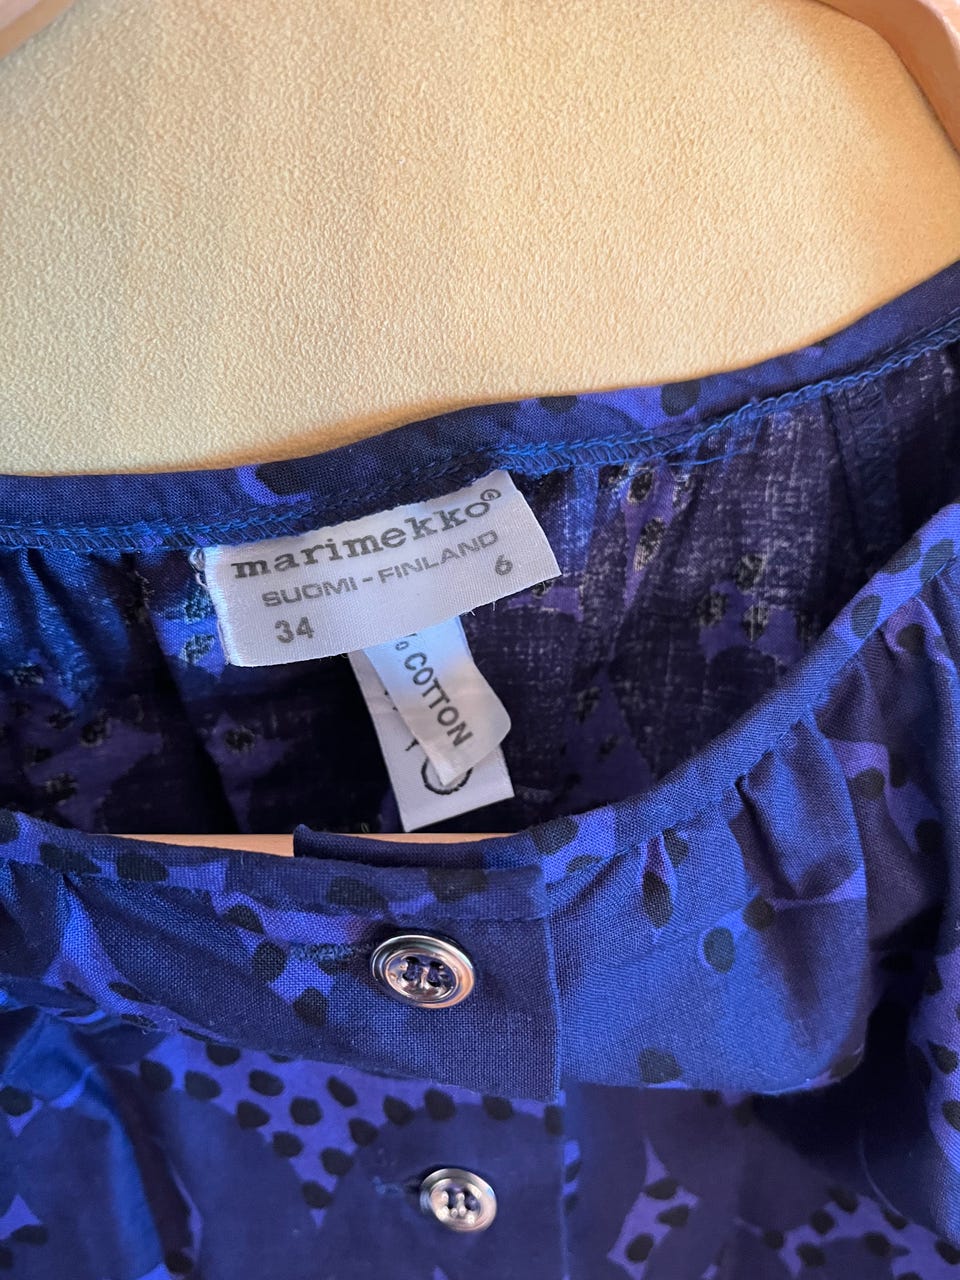 marimekko®
SUOMI-FINLAND
34 6
% COTTON